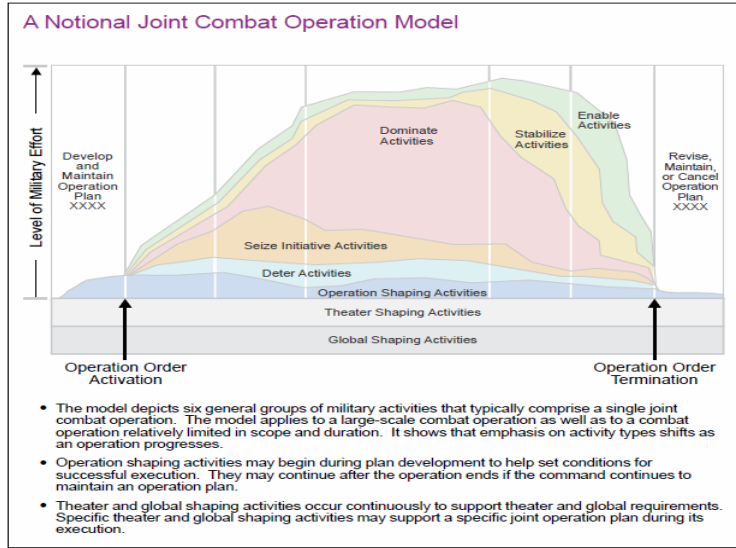 A Notional Joint Combat Operation Model
Level of Military Effort
Develop
and
Maintain
Operation
Plan
XXXX
Dominate
Activities
Stabilize
Activities
Enable
Activities
Revise,
Maintain,
or Cancel
Operation
Plan
XXXX
Seize Initiative Activities
Deter Activities
Operation Shaping Activities
Theater Shaping Activities
Global Shaping Activities
Operation Order
Activation
Operation Order
Termination
• The model depicts six general groups of military activities that typically comprise a single joint
combat operation. The model applies to a large-scale combat operation as well as to a combat
operation relatively limited in scope and duration. It shows that emphasis on activity types shifts as
an operation progresses.
• Operation shaping activities may begin during plan development to help set conditions for
successful execution. They may continue after the operation ends if the command continues to
maintain an operation plan.
• Theater and global shaping activities occur continuously to support theater and global requirements.
Specific theater and global shaping activities may support a specific joint operation plan during its
execution.